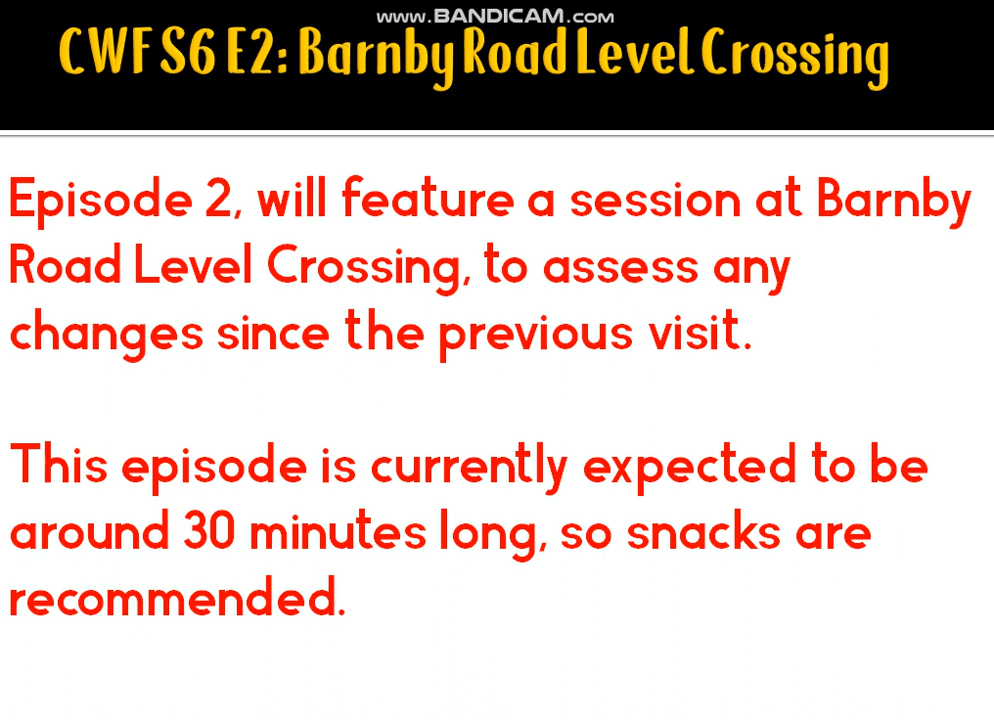 www.BANDICAM.com
CWF S6 E2: Barnby Road Level Crossing
Episode 2, will feature a session at Barnby
Road Level Crossing, to assess any
changes since the previous visit.
This episode is currently expected to be
around 30 minutes long, so snacks are
recommended.